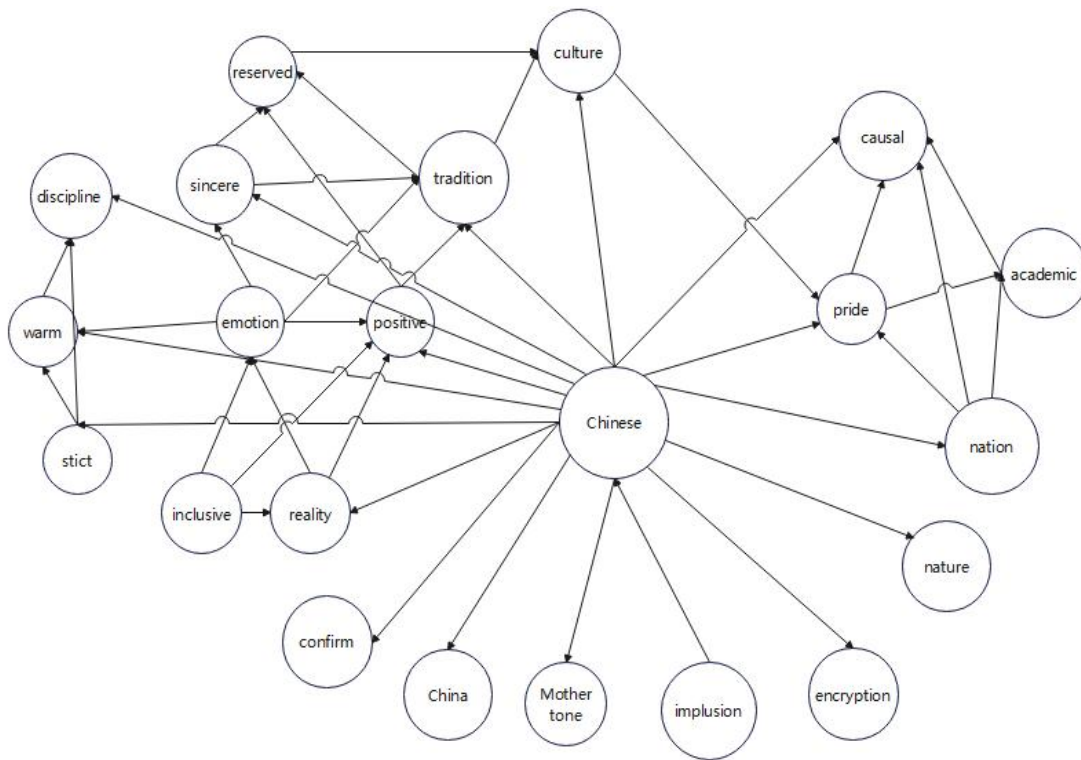 culture
reserved
causal
tradition
sincere
discipline
academic
pride
emotion
positive
warm
Chinese
nation
stict
inclusive
reality
nature
confirm
China
Mother
tone
implusion
encryption